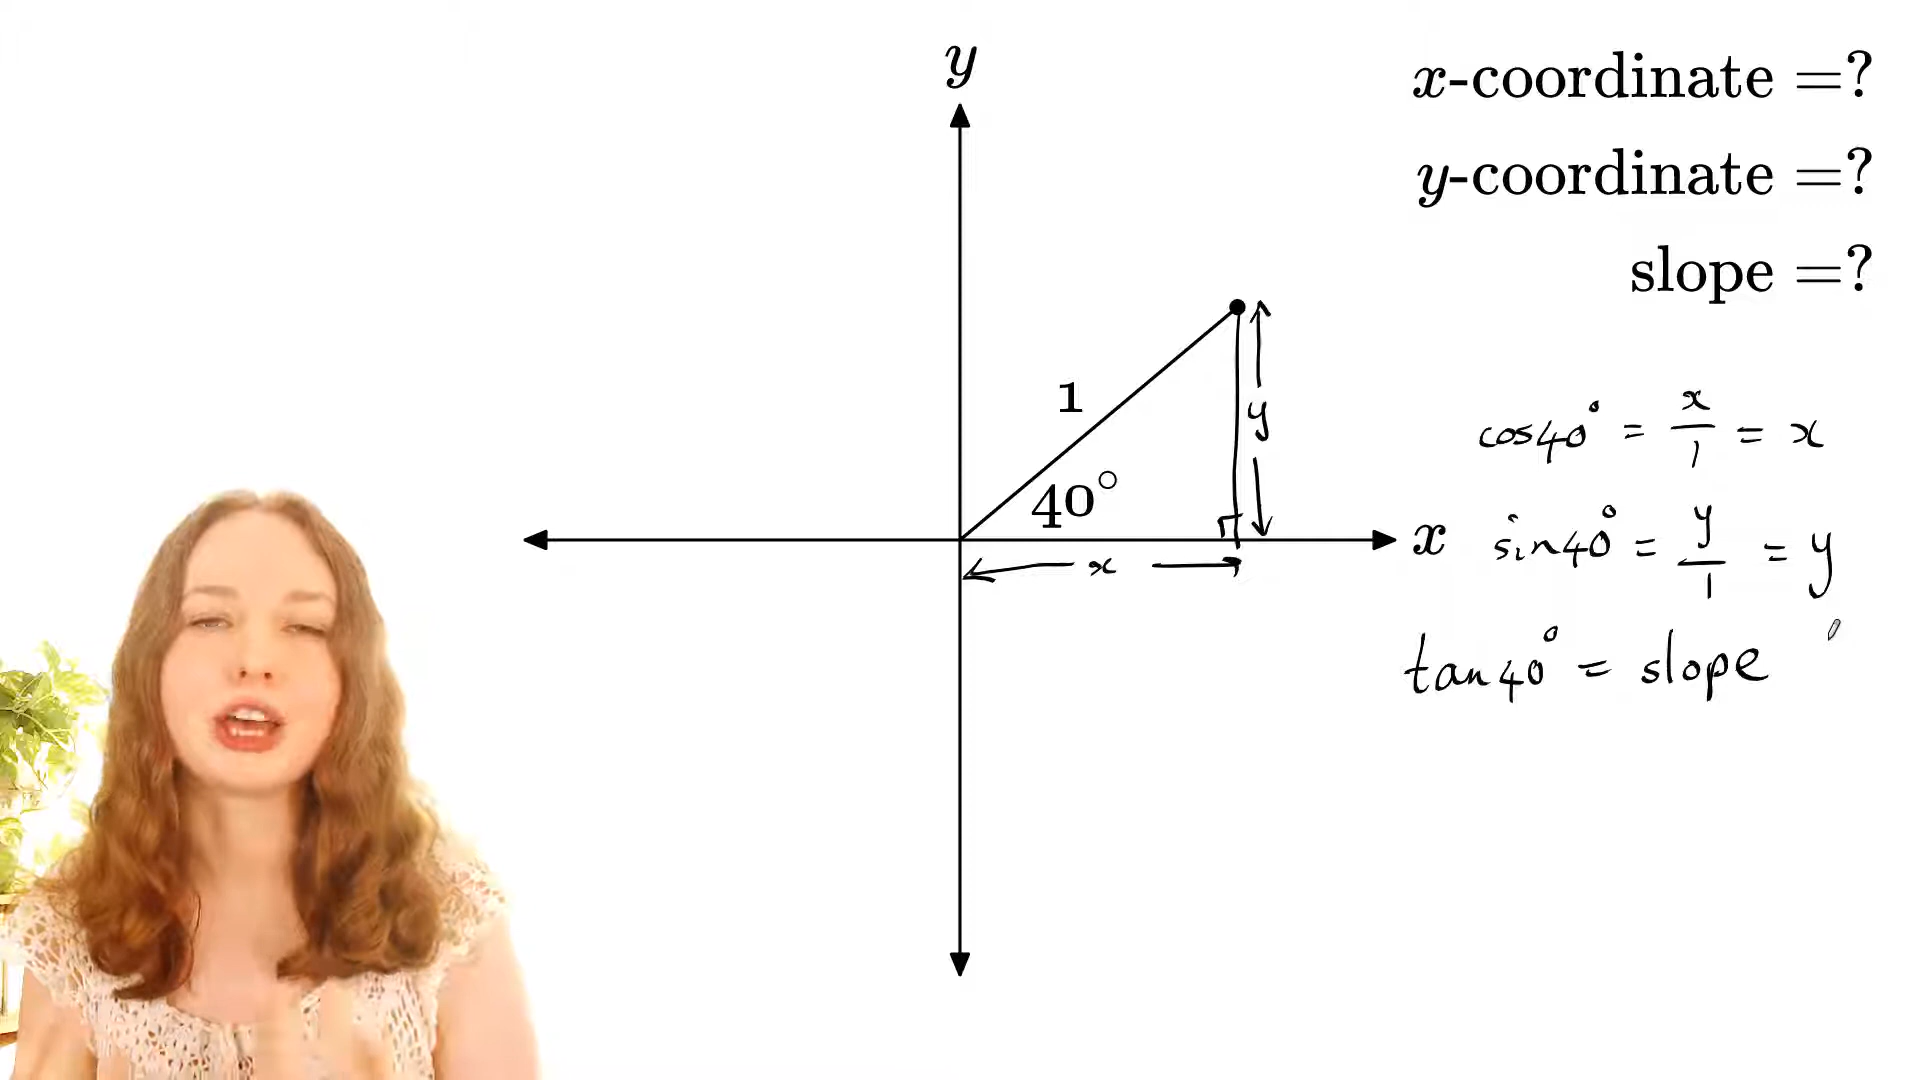 y
x-coordinate =?
y-coordinate =?
slope =?
1
y
40°
x
x
cos40° = x/1 = x
sin40° = y/1 = y
tan40° = slope